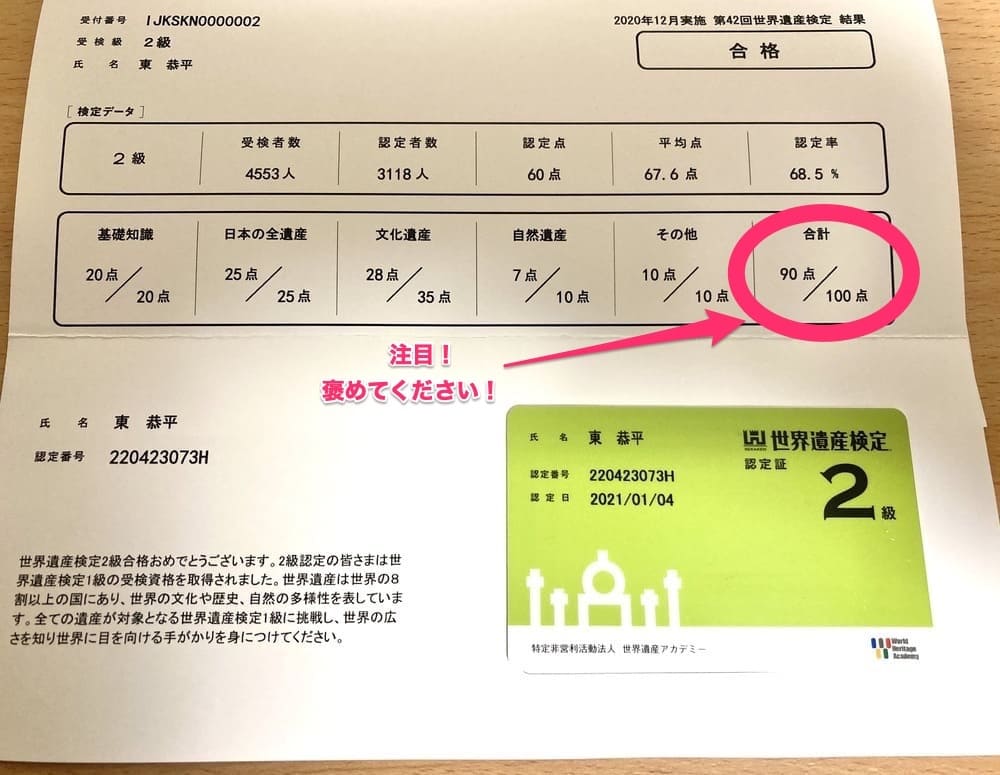 受付番号 IJKSKN0000002
2020年12月実施 第42回世界遺産検定 結果
受検級 2級
合格
氏名 東 恭平
[検定データ]
2級
受検者数 認定者数 認定点 平均点 認定率
4553人 3118人 60点 67.6点 68.5%
基礎知識 日本の全遺産 文化遺産 自然遺産 その他 合計
20点/20点 25点/25点 28点/35点 7点/10点 10点/10点 90点/100点
注目!
褒めてください!
氏名 東 恭平
認定番号 220423073H
世界遺産検定2級合格おめでとうございます。2級認定の皆さまは世
界遺産検定1級の受検資格を取得されました。世界遺産は世界の8
割以上の国にあり、世界の文化や歴史、自然の多様性を表していま
す。全ての遺産が対象となる世界遺産検定1級に挑戦し、世界の広
さを知り世界に目を向ける手がかりを身につけてください。
氏名 東 恭平
認定番号 220423073H
認定日 2021/01/04
世界遺産検定
認定証
2級
特定非営利活動法人 世界遺産アカデミー
World
Heritage
Academy